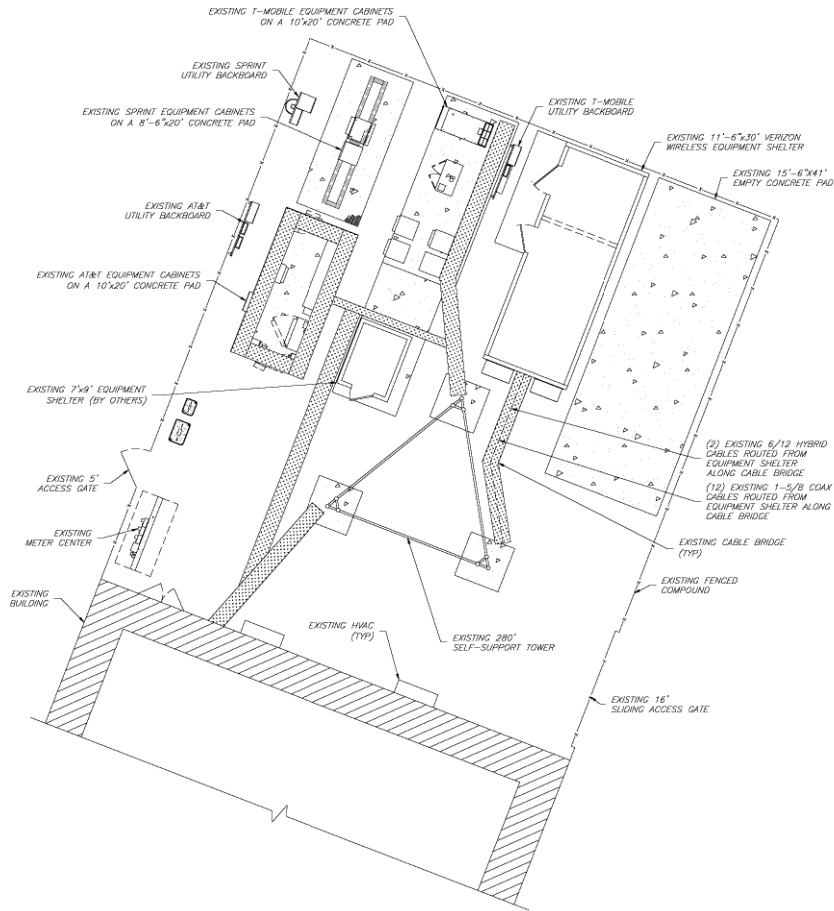 EXISTING T-MOBILE EQUIPMENT CABINETS
ON A 10'x20' CONCRETE PAD
EXISTING SPRINT
UTILITY BACKBOARD
EXISTING SPRINT EQUIPMENT CABINETS
ON A 8'-6"x20' CONCRETE PAD
EXISTING T-MOBILE
UTILITY BACKBOARD
EXISTING 11'-6"x30' VERIZON
WIRELESS EQUIPMENT SHELTER
EXISTING 15'-6"X41'
EMPTY CONCRETE PAD
EXISTING AT&T
UTILITY BACKBOARD
EXISTING AT&T EQUIPMENT CABINETS
ON A 10'x20' CONCRETE PAD
EXISTING 7'x9' EQUIPMENT
SHELTER (BY OTHERS)
(2) EXISTING 6/12 HYBRID
CABLES ROUTED FROM
EQUIPMENT SHELTER
ALONG CABLE BRIDGE
(12) EXISTING 1-5/8 COAX
CABLES ROUTED FROM
EQUIPMENT SHELTER ALONG
CABLE BRIDGE
EXISTING 5'
ACCESS GATE
EXISTING
METER CENTER
EXISTING CABLE BRIDGE
(TYP)
EXISTING FENCED
COMPOUND
EXISTING
BUILDING
EXISTING HVAC
(TYP)
EXISTING 280'
SELF-SUPPORT TOWER
EXISTING 16'
SLIDING ACCESS GATE